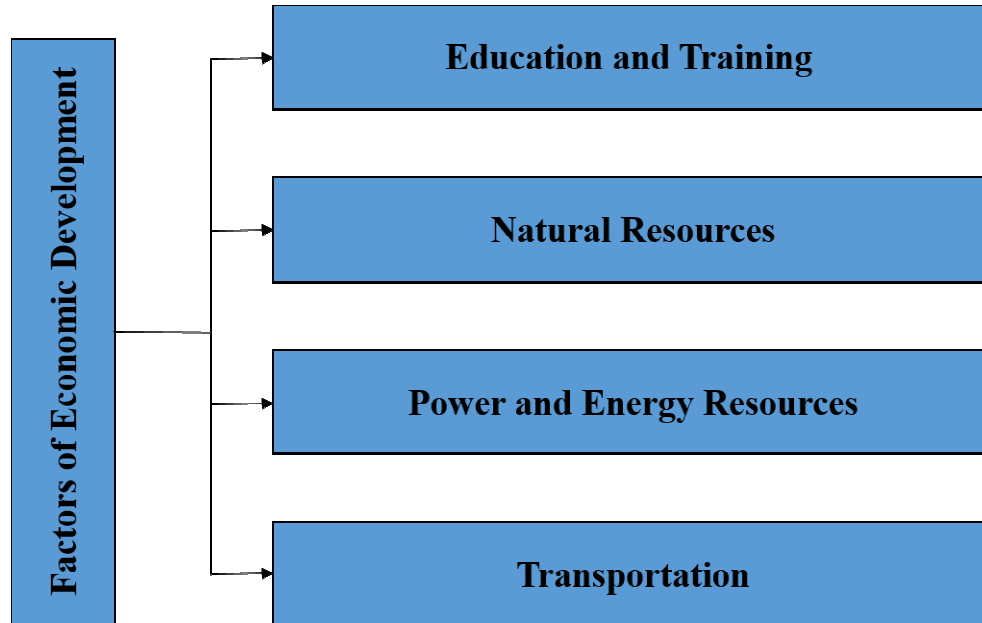 Factors of Economic Development
Education and Training
Natural Resources
Power and Energy Resources
Transportation